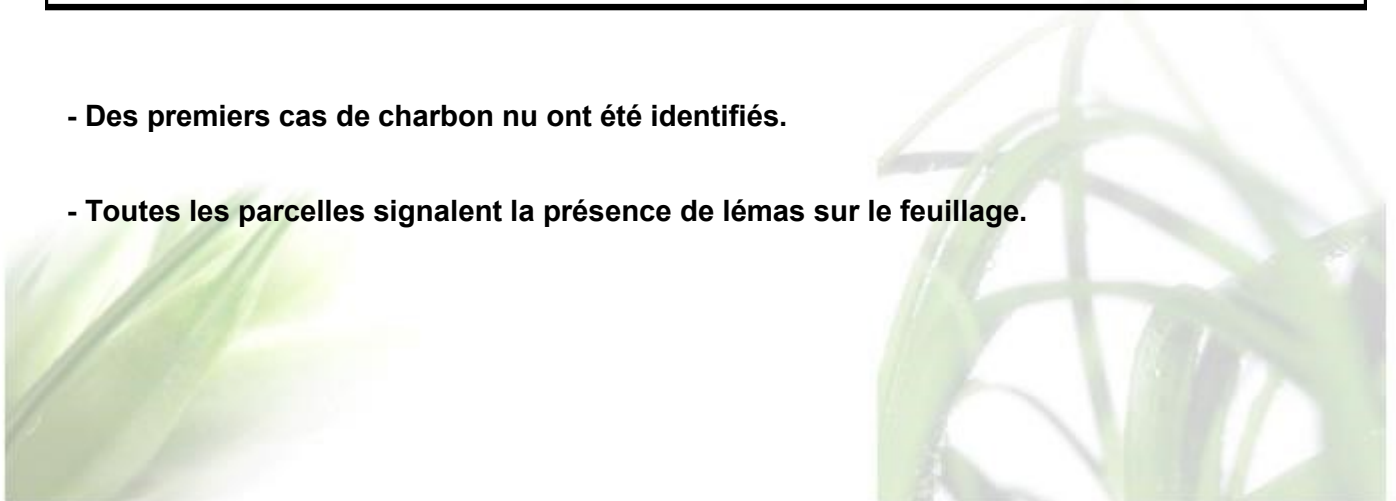 - Des premiers cas de charbon nu ont été identifiés.
- Toutes les parcelles signalent la présence de lémas sur le feuillage.